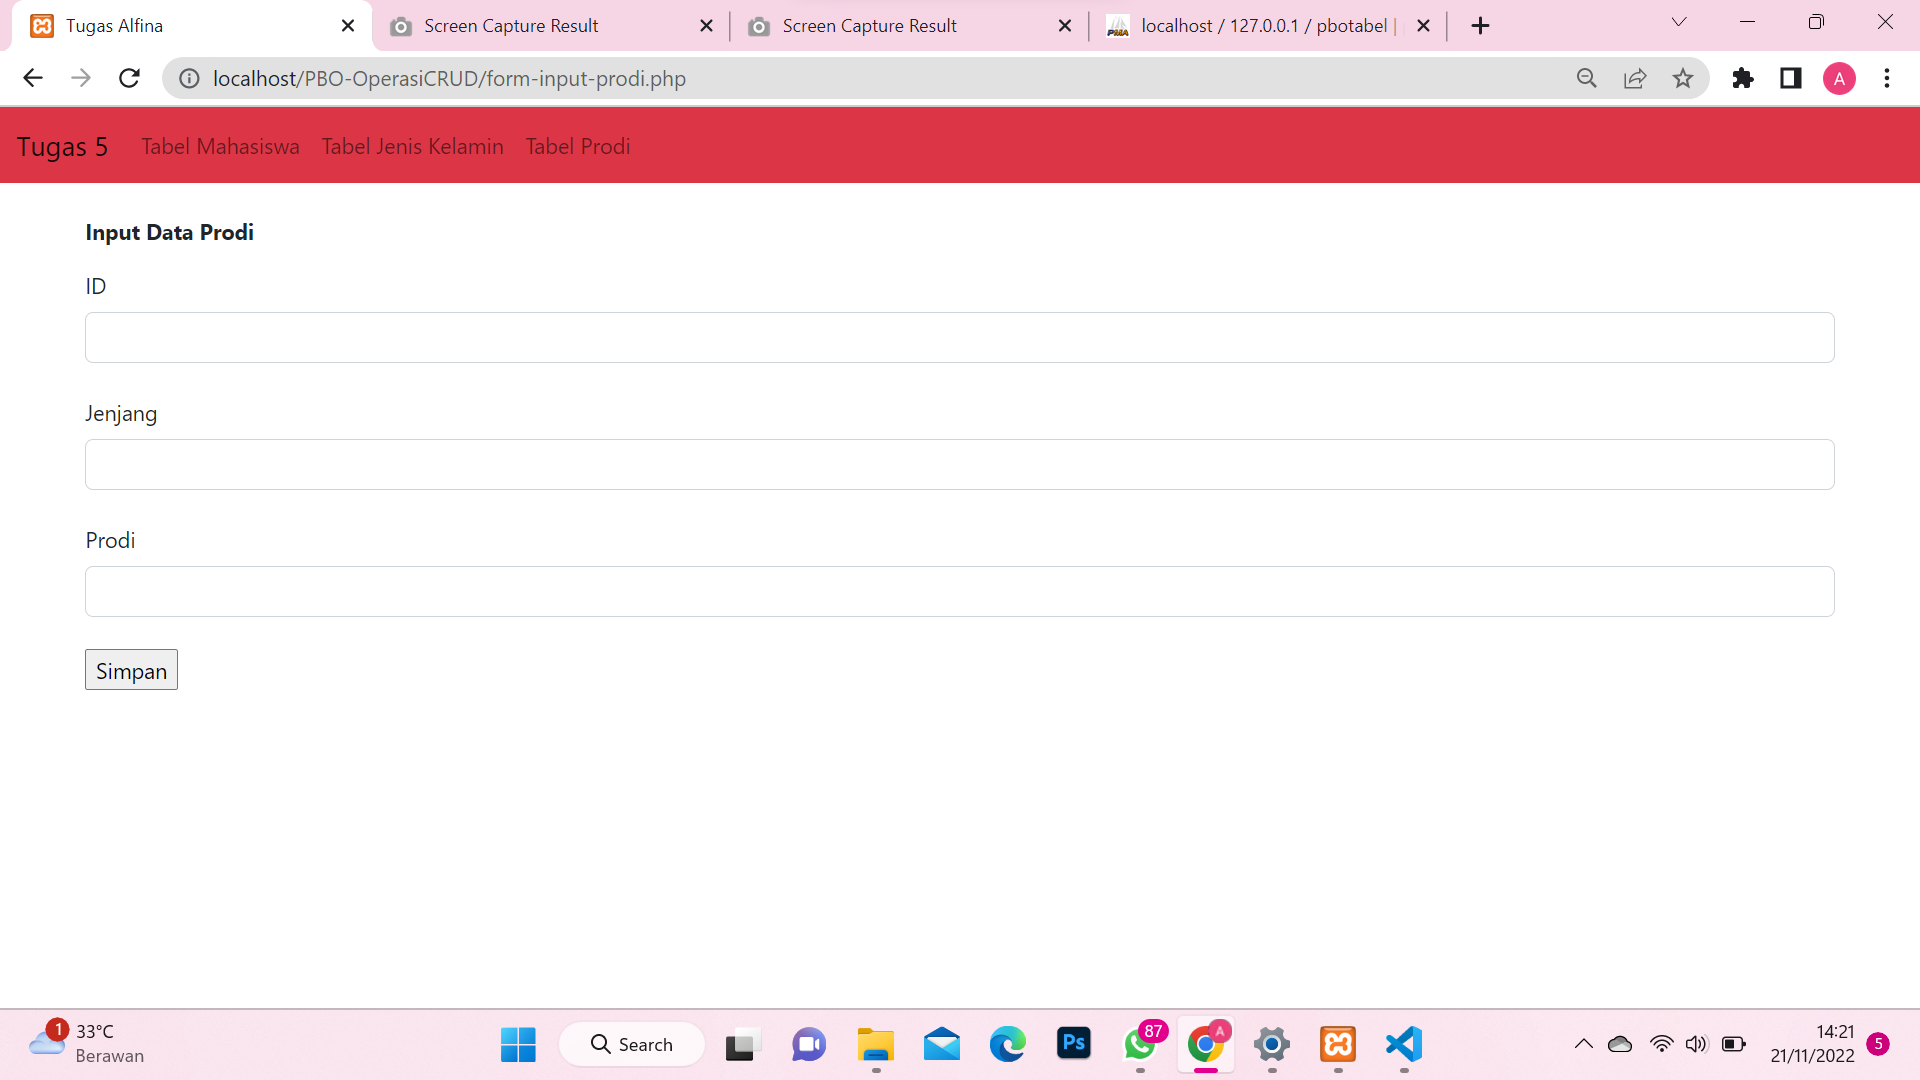 Tugas Alfina
Screen Capture Result
Screen Capture Result
localhost / 127.0.0.1 / pbotabel |
localhost/PBO-OperasiCRUD/form-input-prodi.php
A
Tugas 5 Tabel Mahasiswa Tabel Jenis Kelamin Tabel Prodi
Input Data Prodi
ID
Jenjang
Prodi
Simpan
1
33°C
Berawan
Search
Ps
87
A
14:21
21/11/2022
5